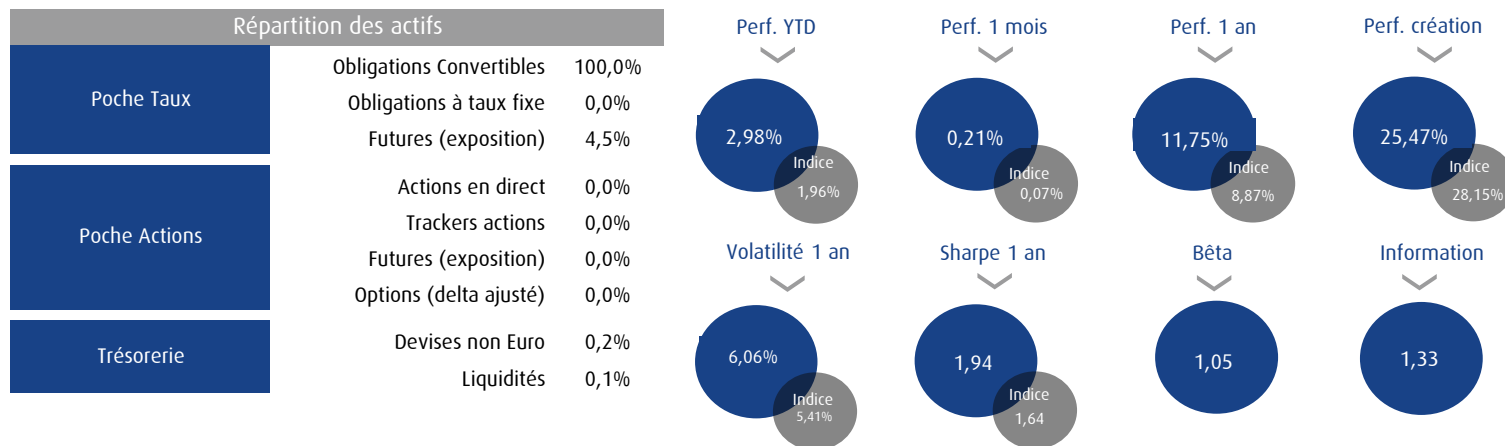 Répartition des actifs
Poche Taux
Obligations Convertibles 100,0%
Obligations à taux fixe 0,0%
Futures (exposition) 4,5%
Poche Actions
Actions en direct 0,0%
Trackers actions 0,0%
Futures (exposition) 0,0%
Options (delta ajusté) 0,0%
Trésorerie
Devises non Euro 0,2%
Liquidités 0,1%
Perf. YTD
2,98%
Indice
1,96%
Perf. 1 mois
0,21%
Indice
0,07%
Perf. 1 an
11,75%
Indice
8,87%
Perf. création
25,47%
Indice
28,15%
Volatilité 1 an
6,06%
Indice
5,41%
Sharpe 1 an
1,94
Indice
1,64
Bêta
1,05
Information
1,33